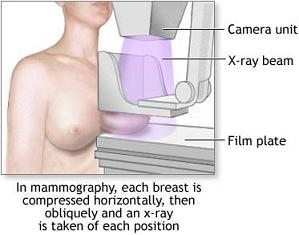 Camera unit
X-ray beam
Film plate
In mammography, each breast is
compressed horizontally, then
obliquely and an x-ray
is taken of each position